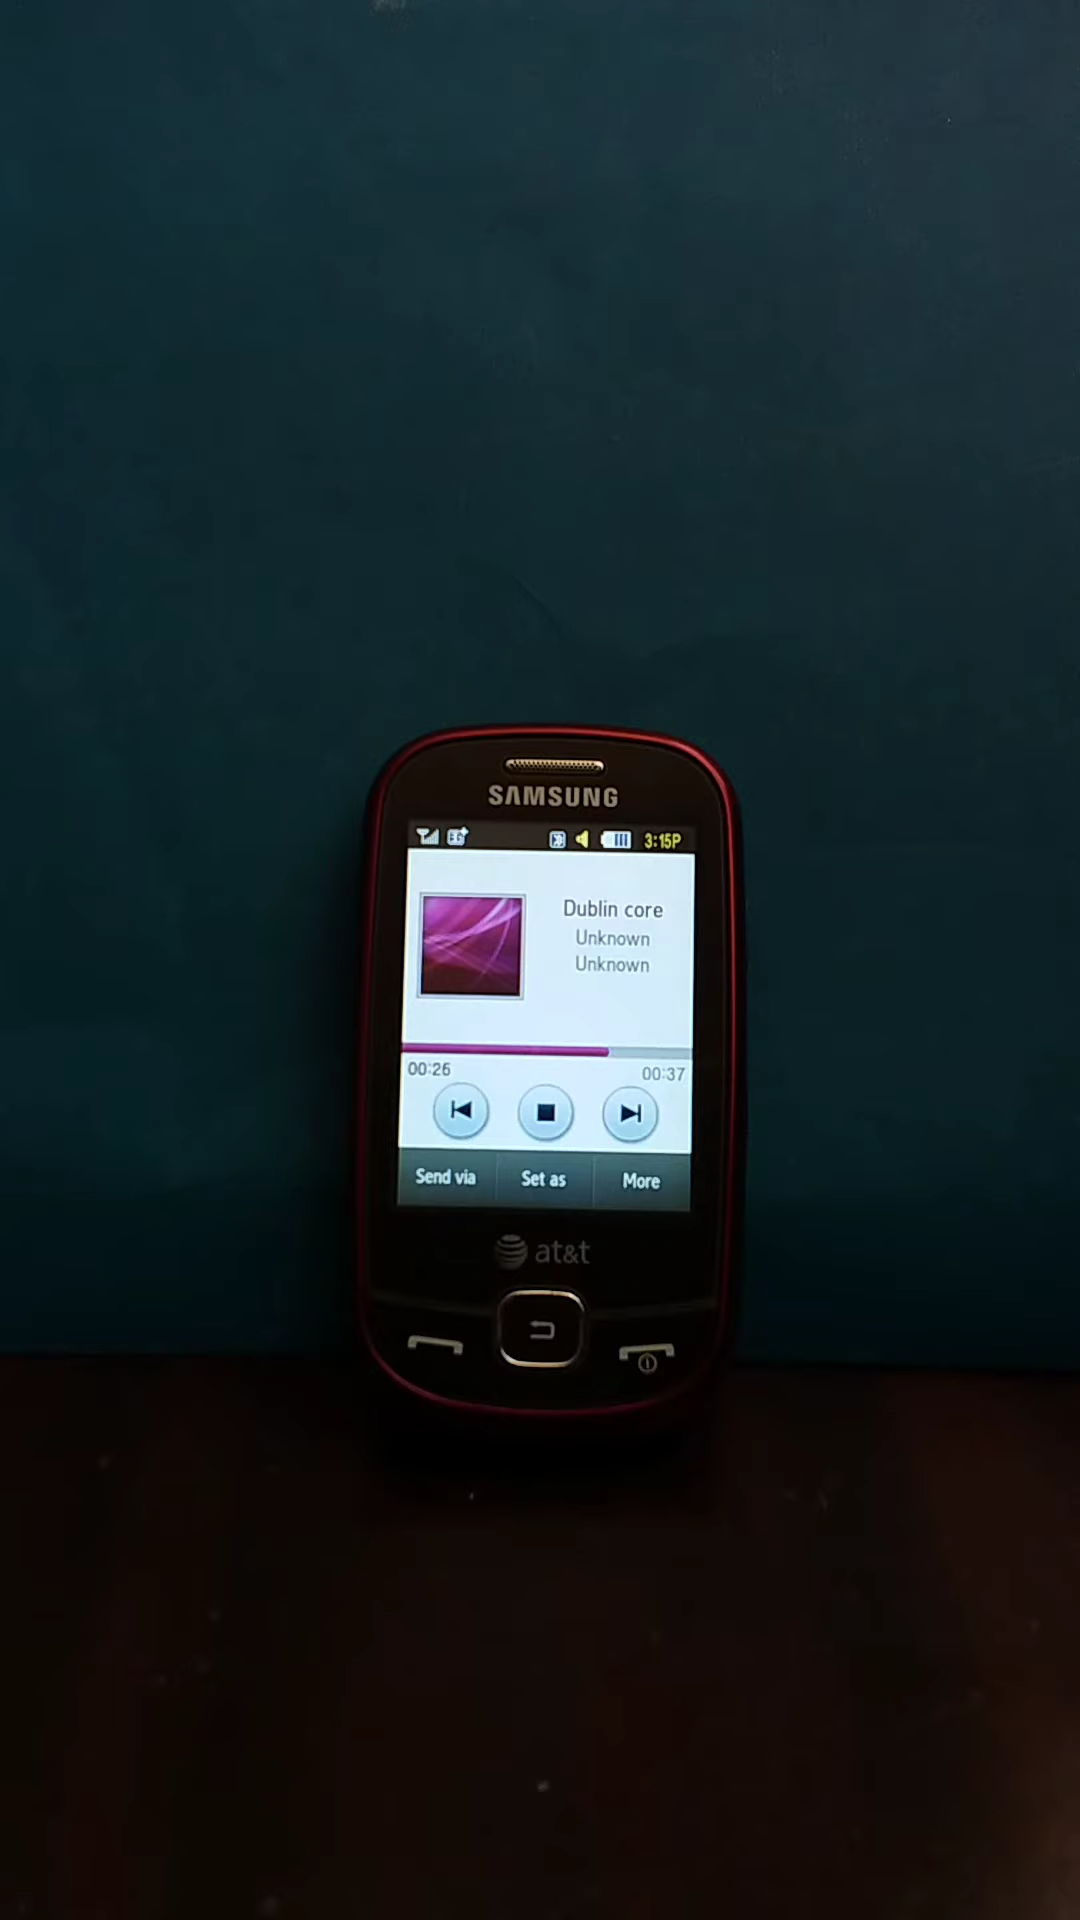 SAMSUNG
3:15P
Dublin core
Unknown
Unknown
00:26
00:37
Send via
Set as
More
at&t